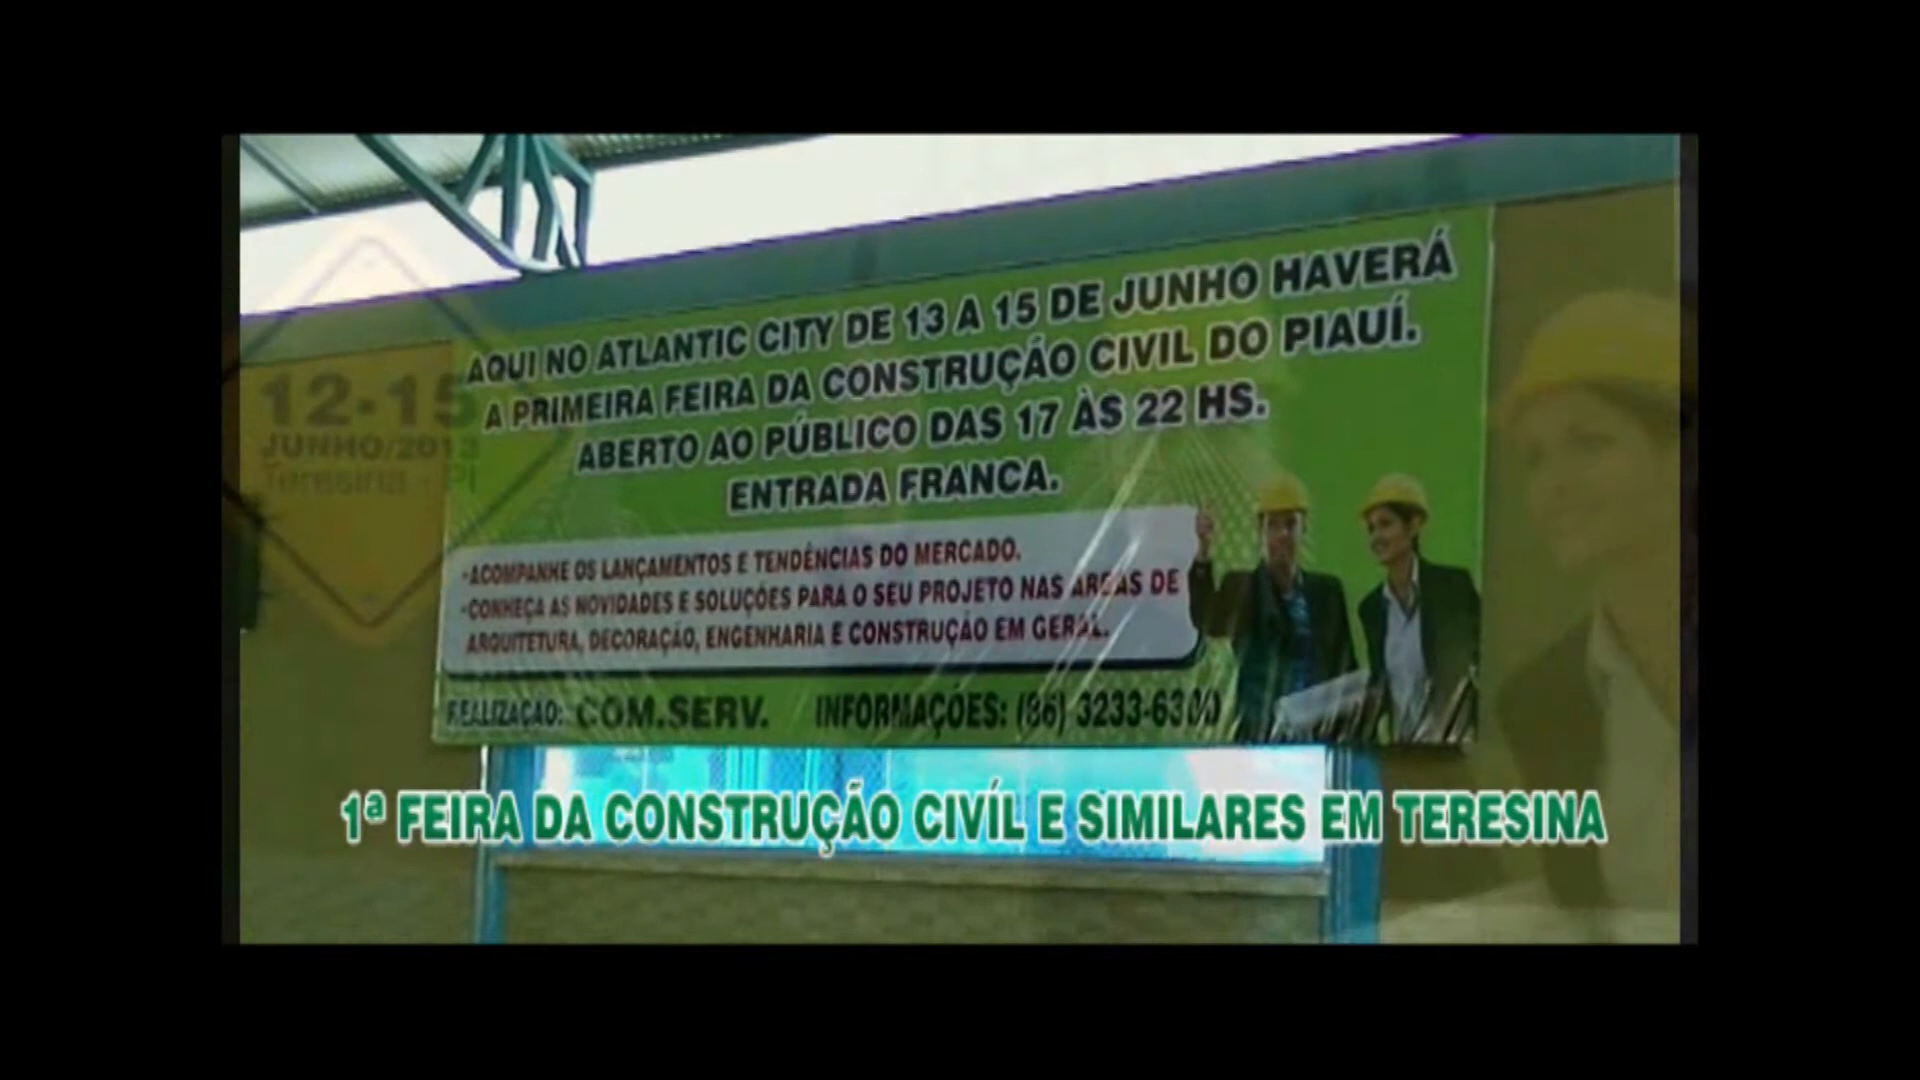 AQUI NO ATLANTIC CITY DE 13 A 15 DE JUNHO HAVERÁ
A PRIMEIRA FEIRA DA CONSTRUÇÃO CIVIL DO PIAUÍ.
ABERTO AO PÚBLICO DAS 17 ÀS 22 HS.
ENTRADA FRANCA.
12-15
JUNHO/2013
Teresina - PI
•ACOMPANHE OS LANÇAMENTOS E TENDÊNCIAS DO MERCADO.
•CONHEÇA AS NOVIDADES E SOLUÇÕES PARA O SEU PROJETO NAS ÁREAS DE
ARQUITETURA, DECORAÇÃO, ENGENHARIA E CONSTRUÇÃO EM GERAL.
REALIZAÇÃO: COM.SERV. INFORMAÇÕES: (86) 3233-6300
1ª FEIRA DA CONSTRUÇÃO CIVÍL E SIMILARES EM TERESINA